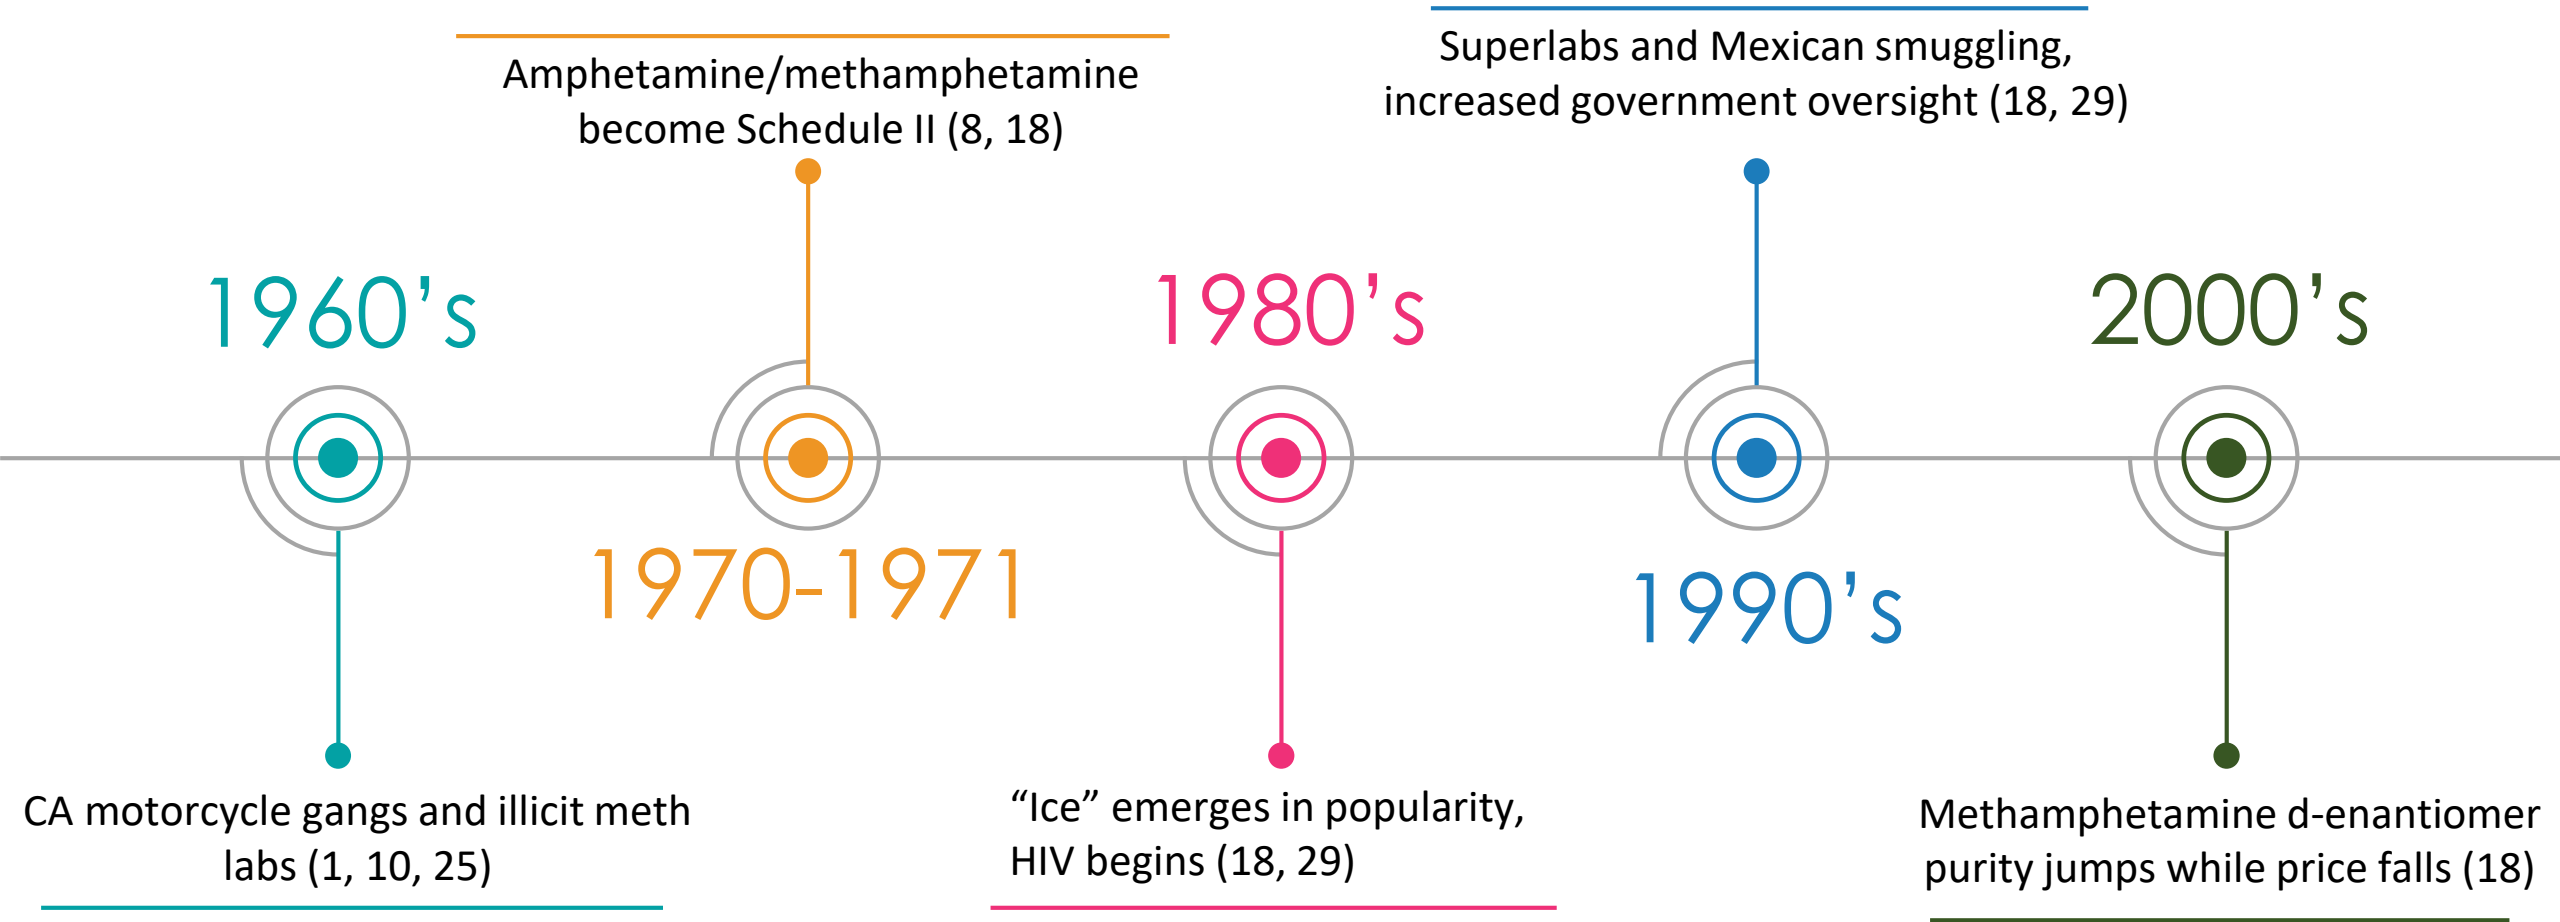 1960’s
CA motorcycle gangs and illicit meth
labs (1, 10, 25)
Amphetamine/methamphetamine
become Schedule II (8, 18)
1970-1971
1980’s
“Ice” emerges in popularity,
HIV begins (18, 29)
Superlabs and Mexican smuggling,
increased government oversight (18, 29)
1990’s
2000’s
Methamphetamine d-enantiomer
purity jumps while price falls (18)